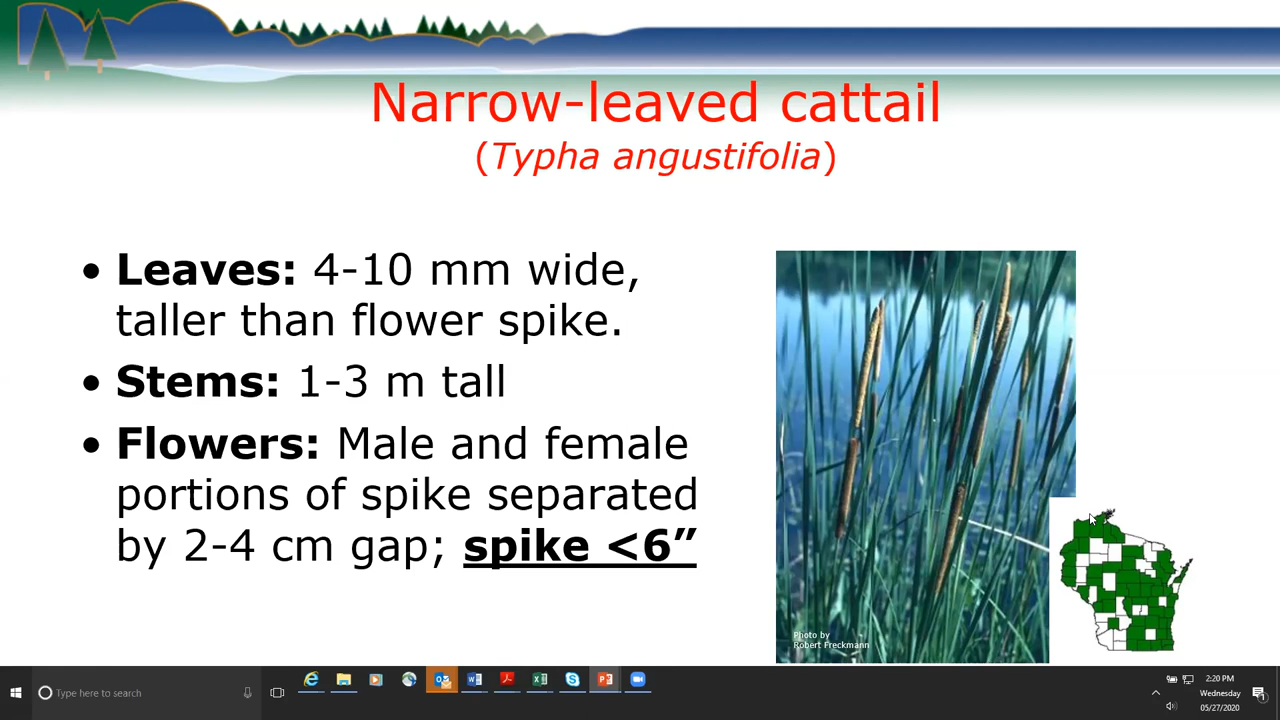 Narrow-leaved cattail
(Typha angustifolia)
• Leaves: 4-10 mm wide,
taller than flower spike.
• Stems: 1-3 m tall
• Flowers: Male and female
portions of spike separated
by 2-4 cm gap; spike <6”
Photo by
Robert Freckmann
Type here to search
2:20 PM
Wednesday
05/27/2020